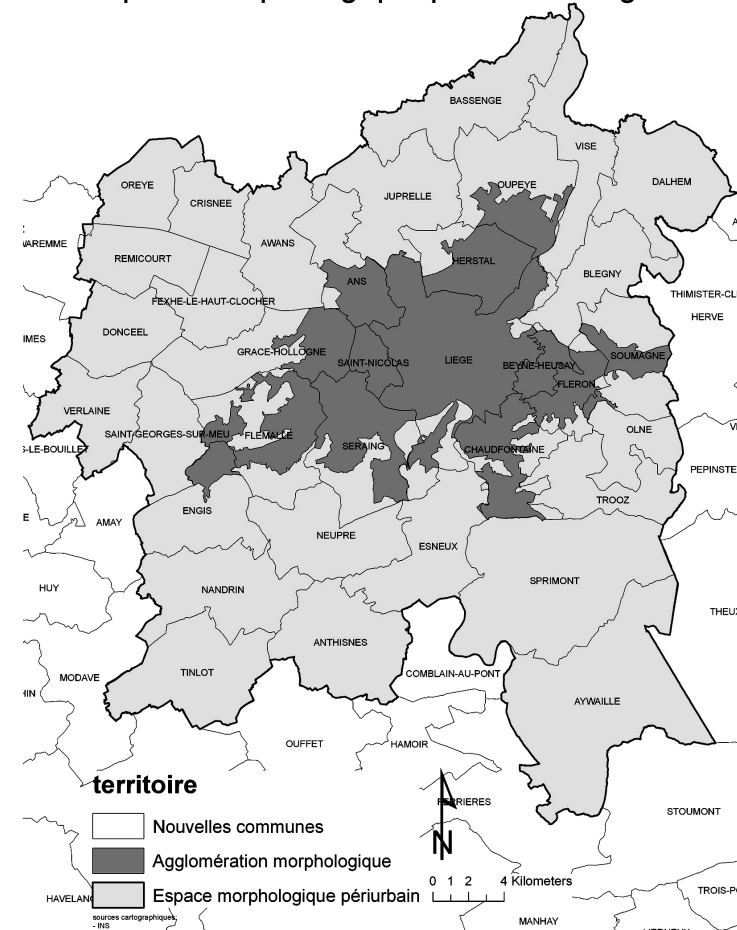 BASSENGE
VISE
OREYE
DALHEM
OUPEYE
JUPRELLE
CRISNEE
AWANS
REMICOURT
HERSTAL
BLEGNY
ANS
THIMISTER-CL
FEXHE-LE-HAUT-CLOCHER
HERVE
DONCEEL
IMES
GRACE-HOLLOGNE
SOUMAGNE
LIEGE
SAINT-NICOLAS
BEYNE-HEUSAY
FLERON
VERLAINE
OLNE
SAINT-GEORGES-SUR-MEU
FLEMALLE
SERAING
CHAUDFONTAINE
S-LE-BOUILLET
PEPINSTE
TROOZ
ENGIS
AMAY
NEUPRE
ESNEUX
SPRIMONT
HUY
NANDRIN
THEUX
ANTHISNES
TINLOT
COMBLAIN-AU-PONT
MODAVE
HIN
AYWAILLE
OUFFET
HAMOIR
territoire
FERRIERES
STOUMONT
Nouvelles communes
N
Agglomération morphologique
0 1 2 4 Kilometers
TROIS-P
Espace morphologique périurbain
HAVELANG
sources cartographiques;
- INS
MANHAY